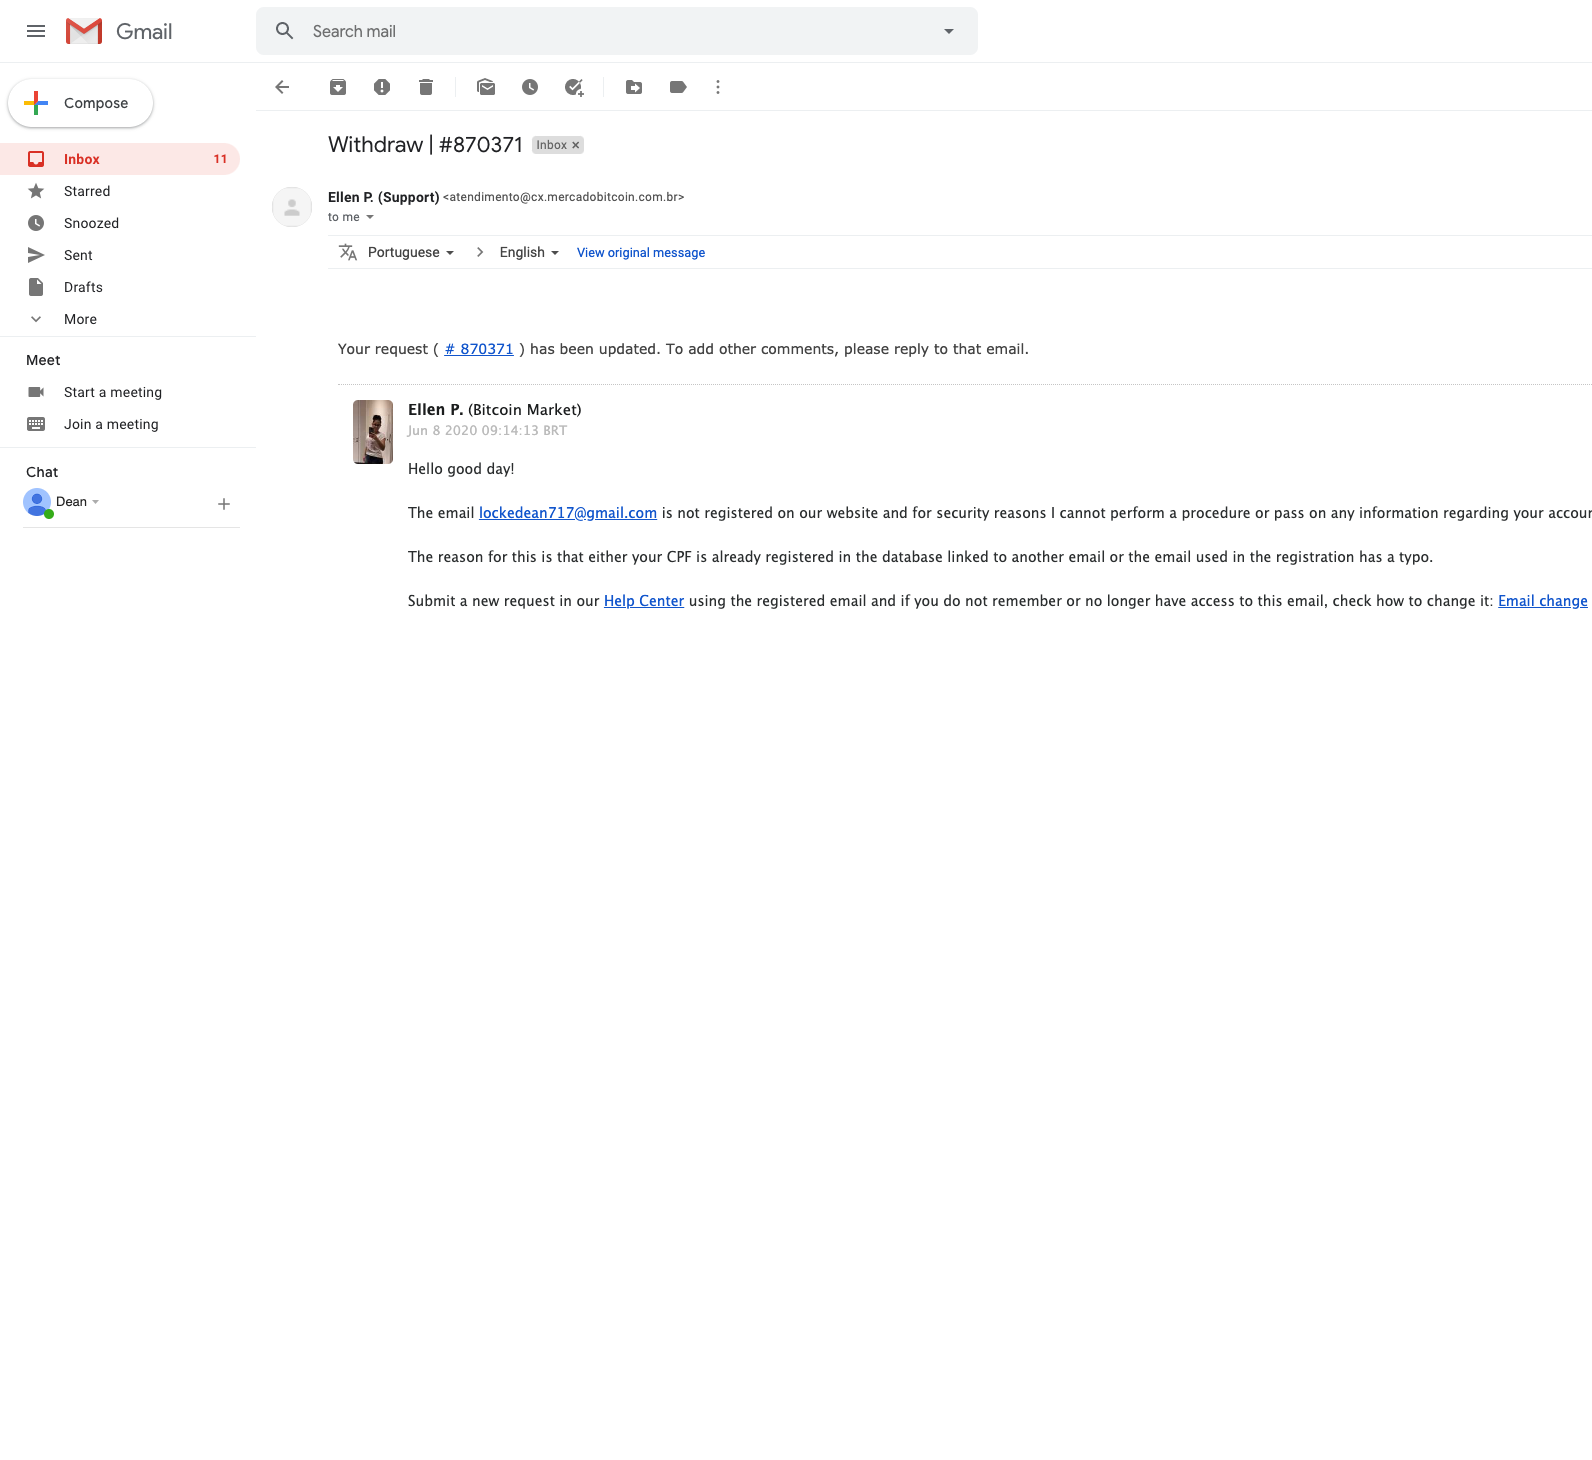 Gmail
Search mail
Compose
Inbox 11
Starred
Snoozed
Sent
Drafts
More
Meet
Start a meeting
Join a meeting
Chat
Dean
Withdraw | #870371 Inbox ×
Ellen P. (Support) <atendimento@cx.mercadobitcoin.com.br>
to me
Portuguese > English View original message
Your request ( # 870371 ) has been updated. To add other comments, please reply to that email.
Ellen P. (Bitcoin Market)
Jun 8 2020 09:14:13 BRT
Hello good day!
The email lockedean717@gmail.com is not registered on our website and for security reasons I cannot perform a procedure or pass on any information regarding your accou
The reason for this is that either your CPF is already registered in the database linked to another email or the email used in the registration has a typo.
Submit a new request in our Help Center using the registered email and if you do not remember or no longer have access to this email, check how to change it: Email change